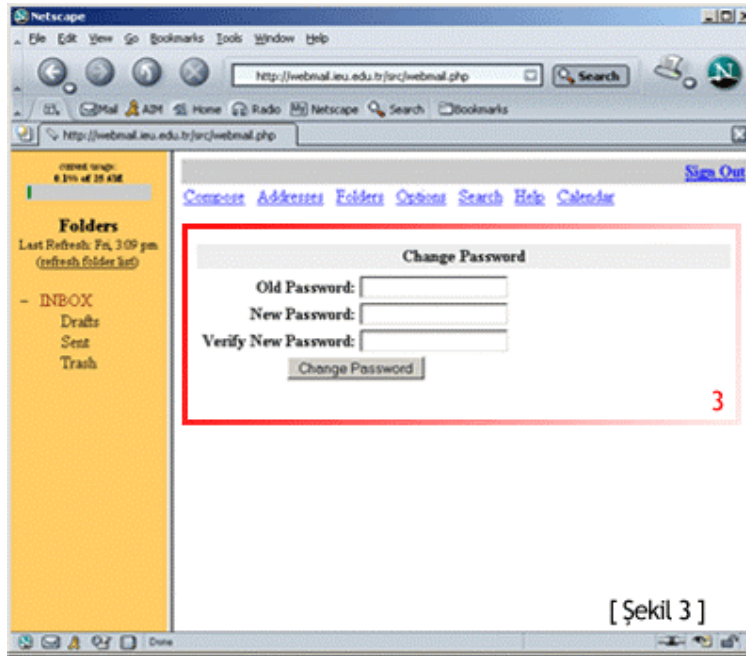 Netscape
File Edit View Go Bookmarks Tools Window Help
http://webmail.ieu.edu.tr/src/webmail.php Search
Mail AIM Home Radio Netscape Search Bookmarks
http://webmail.ieu.edu.tr/src/webmail.php
current usage:
Sign Out
Compose Addresses Folders Options Search Help Calendar
Folders
Last Refresh: Fri, 3:09 pm
(refresh folder list)
– INBOX
Drafts
Sent
Trash
Change Password
Old Password:
New Password:
Verify New Password:
Change Password
3
[ Şekil 3 ]
Done